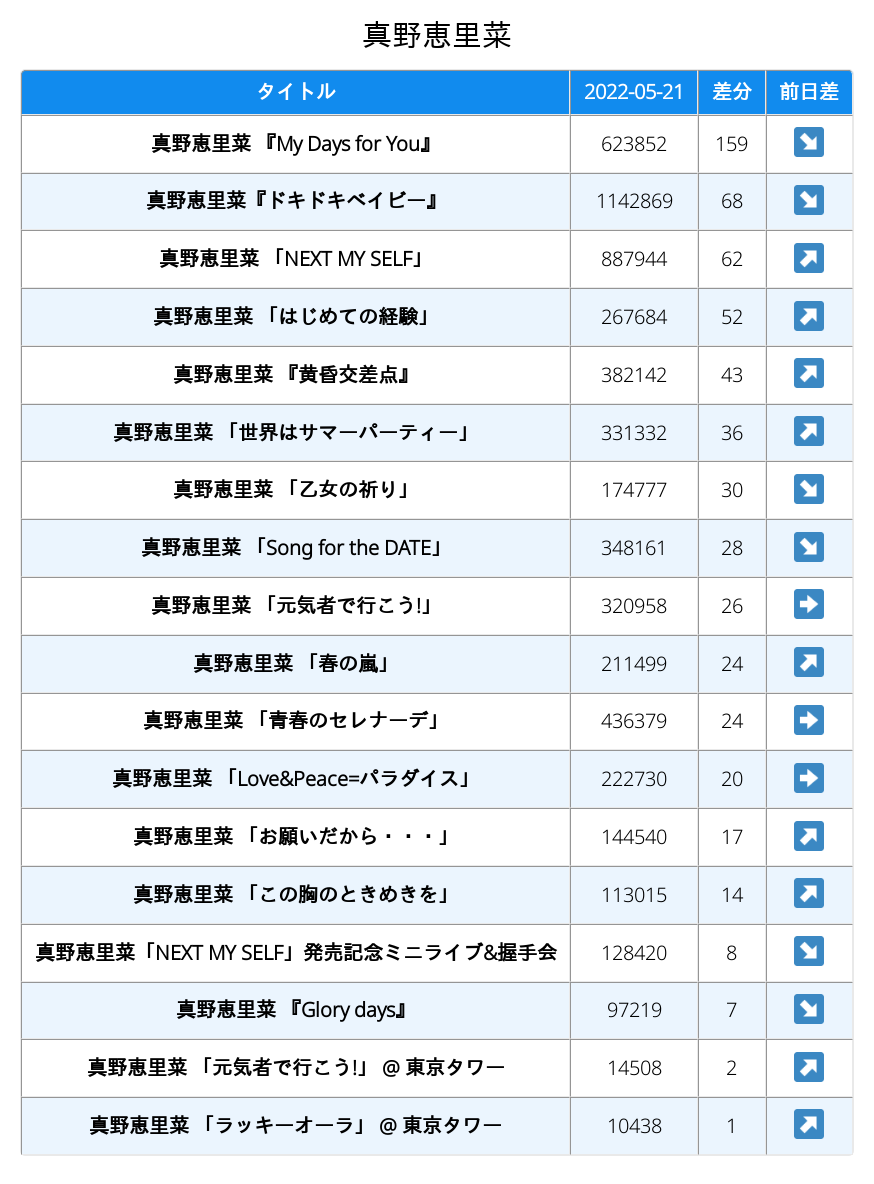 真野恵里菜
タイトル 2022-05-21 差分 前日差
真野恵里菜 『My Days for You』 623852 159 ↘
真野恵里菜『ドキドキベイビー』 1142869 68 ↘
真野恵里菜 「NEXT MY SELF」 887944 62 ↗
真野恵里菜 「はじめての経験」 267684 52 ↗
真野恵里菜 『黄昏交差点』 382142 43 ↗
真野恵里菜 「世界はサマーパーティー」 331332 36 ↗
真野恵里菜 「乙女の祈り」 174777 30 ↘
真野恵里菜 「Song for the DATE」 348161 28 ↘
真野恵里菜 「元気者で行こう!」 320958 26 ➡
真野恵里菜 「春の嵐」 211499 24 ↗
真野恵里菜 「青春のセレナーデ」 436379 24 ➡
真野恵里菜 「Love&Peace=パラダイス」 222730 20 ➡
真野恵里菜 「お願いだから・・・」 144540 17 ↗
真野恵里菜 「この胸のときめきを」 113015 14 ↗
真野恵里菜「NEXT MY SELF」発売記念ミニライブ&握手会 128420 8 ↘
真野恵里菜 『Glory days』 97219 7 ↘
真野恵里菜 「元気者で行こう!」 @ 東京タワー 14508 2 ↗
真野恵里菜 「ラッキーオーラ」 @ 東京タワー 10438 1 ↗